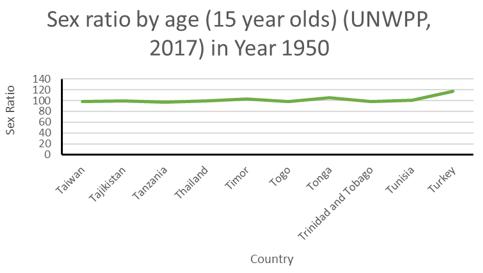 Sex ratio by age (15 year olds) (UNWPP,
2017) in Year 1950
140
120
100
80
60
40
20
0
Sex Ratio
Taiwan
Tajikistan
Tanzania
Thailand
Timor
Togo
Tonga
Trinidad and Tobago
Tunisia
Turkey
Country